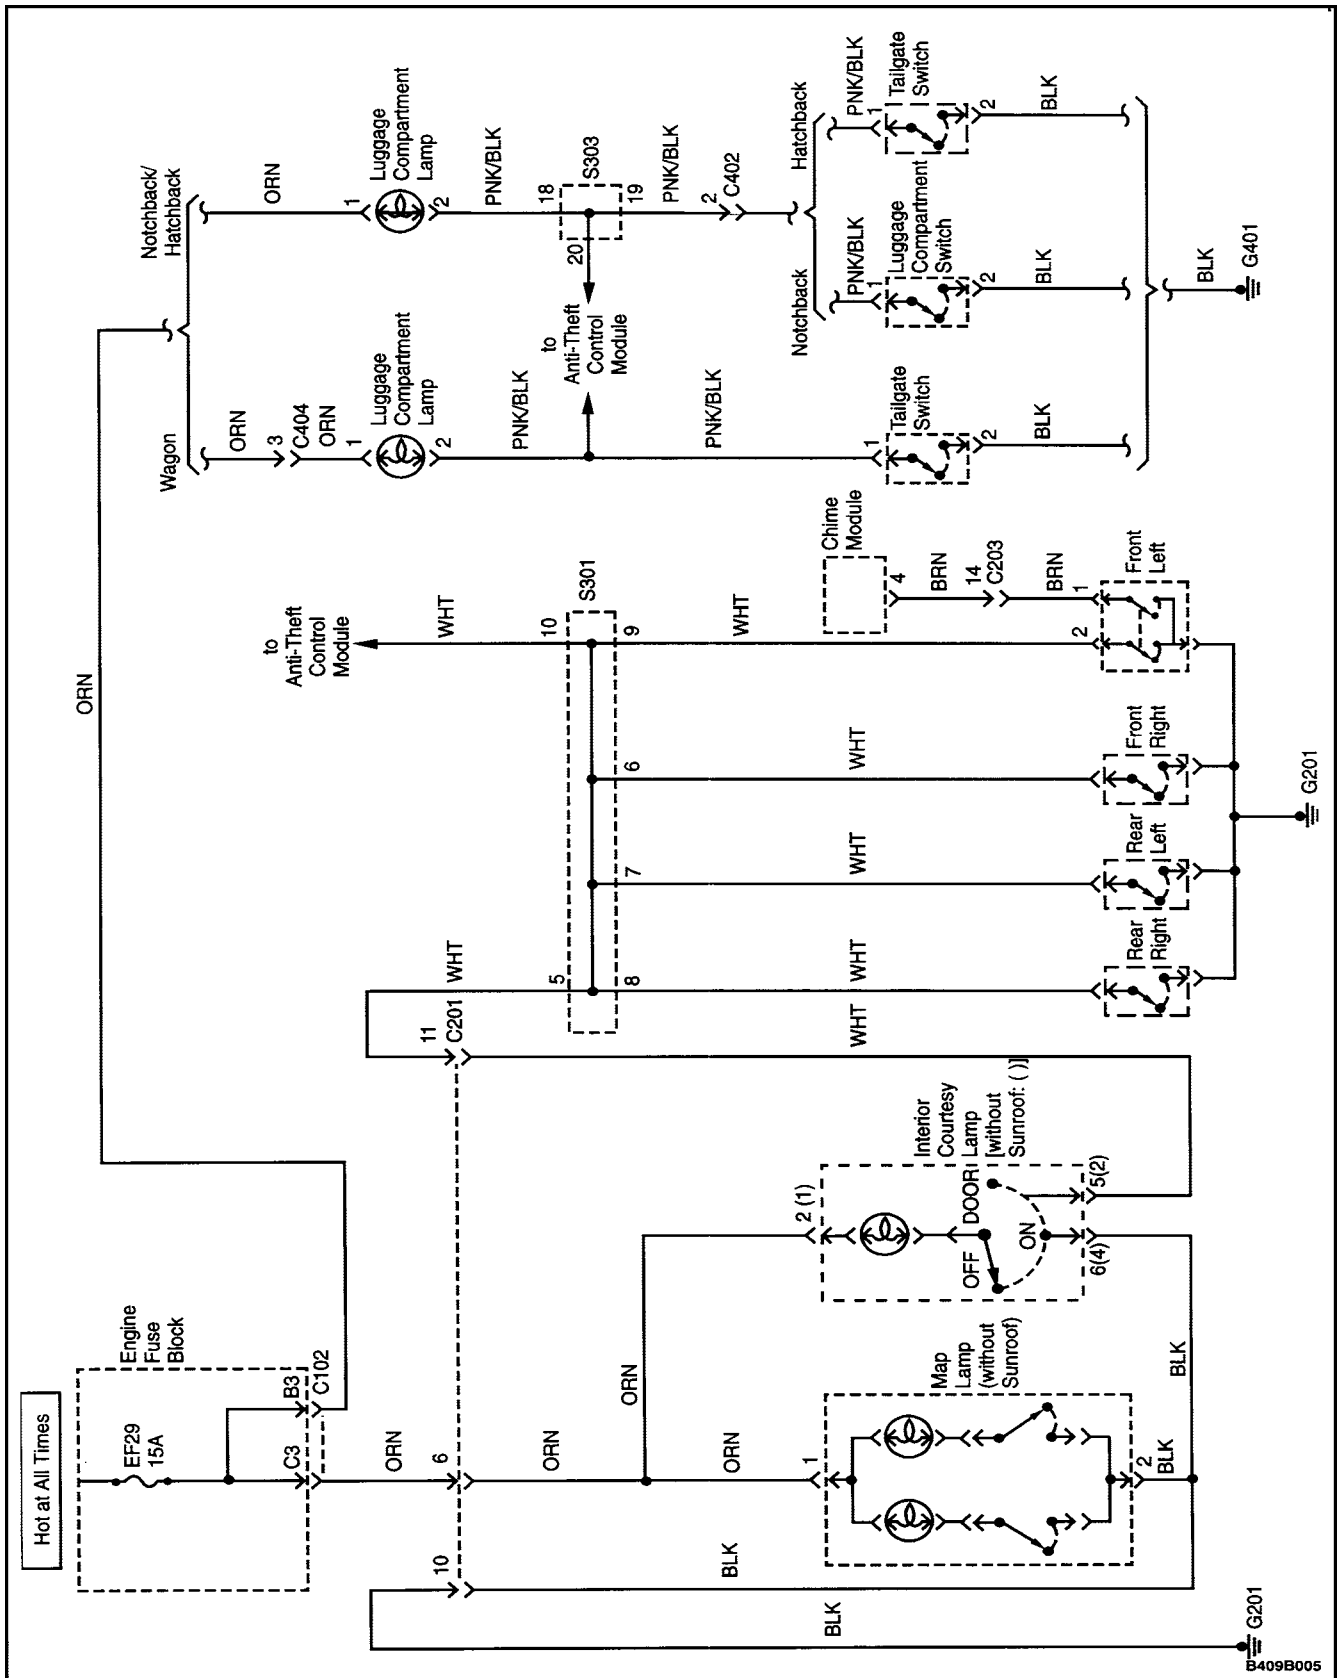 Hot at All Times
EF29
15A
Engine
Fuse
Block
C3
B3
C102
ORN
ORN
6
ORN
10
BLK
BLK
G201
ORN
ORN
1
Map
Lamp
(without
Sunroof)
2
BLK
BLK
2 (1)
Interior
Courtesy
Lamp
[without
Sunroof: ( )]
OFF
DOOR
ON
6(4)
5(2)
11
C201
WHT
WHT
5
S301
8
WHT
Rear
Right
7
WHT
Rear
Left
6
WHT
Front
Right
to
Anti-Theft
Control
Module
WHT
10
9
WHT
2
1
Front
Left
Chime
Module
4
BRN
14
C203
BRN
G201
Wagon
ORN
3
C404
ORN
1
Luggage
Compartment
Lamp
2
PNK/BLK
to
Anti-Theft
Control
Module
PNK/BLK
1
Tailgate
Switch
2
BLK
Notchback/
Hatchback
ORN
1
Luggage
Compartment
Lamp
2
PNK/BLK
18
S303
20
19
PNK/BLK
2
C402
Notchback
PNK/BLK
1
Luggage
Compartment
Switch
2
BLK
Hatchback
PNK/BLK
1
Tailgate
Switch
2
BLK
BLK
G401
B409B005